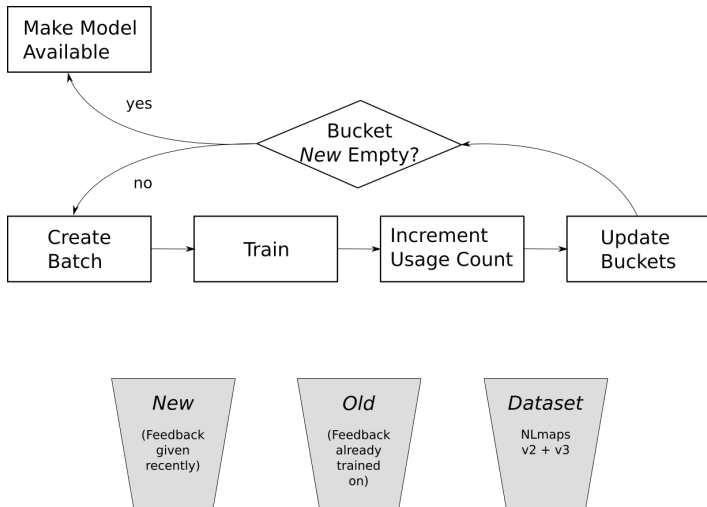 Make Model
Available
yes
Bucket
New Empty?
no
Create
Batch
Train
Increment
Usage Count
Update
Buckets
New
(Feedback
given
recently)
Old
(Feedback
already
trained
on)
Dataset
NLmaps
v2 + v3